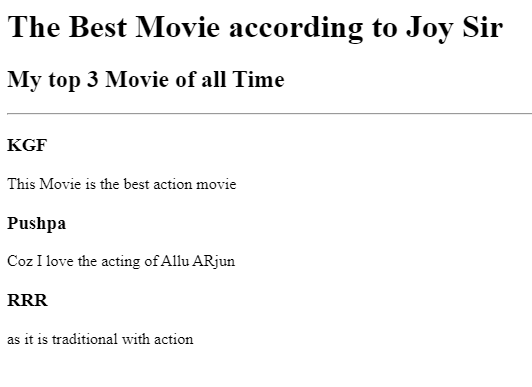 The Best Movie according to Joy Sir
My top 3 Movie of all Time
KGF
This Movie is the best action movie
Pushpa
Coz I love the acting of Allu ARjun
RRR
as it is traditional with action